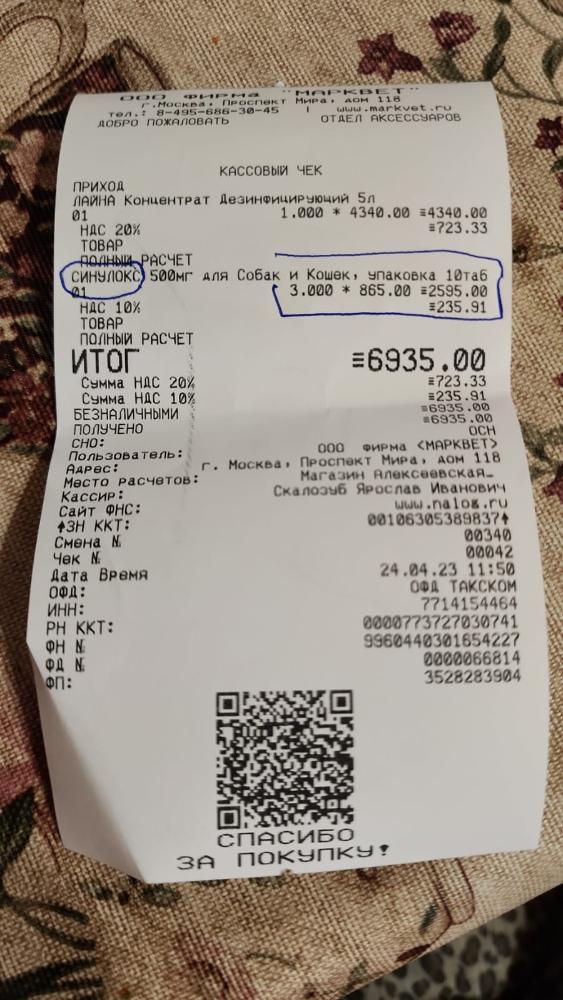 ООО ФИРМА "МАРКВЕТ"
г.Москва, Проспект Мира, дом 118
тел.: 8-495-686-30-45 | www.markvet.ru
ДОБРО ПОЖАЛОВАТЬ ОТДЕЛ АКСЕССУАРОВ
КАССОВЫЙ ЧЕК
ПРИХОД
ЛАЙНА Концентрат Дезинфицирующий 5л
01 1.000 * 4340.00 ≡4340.00
НДС 20% ≡723.33
ТОВАР
ПОЛНЫЙ РАСЧЕТ
СИНУЛОКС 500мг для Собак и Кошек, упаковка 10таб
01 3.000 * 865.00 ≡2595.00
НДС 10% ≡235.91
ТОВАР
ПОЛНЫЙ РАСЧЕТ
ИТОГ ≡6935.00
Сумма НДС 20% ≡723.33
Сумма НДС 10% ≡235.91
БЕЗНАЛИЧНЫМИ ≡6935.00
ПОЛУЧЕНО ≡6935.00
СНО: ОСН
Пользователь: ООО фирма <МАРКВЕТ>
Адрес: г. Москва, Проспект Мира, дом 118
Место расчетов: Магазин Алексеевская_
Кассир: Скалозуб Ярослав Иванович
Сайт ФНС: www.nalog.ru
↑ЗН ККТ: 00106305389837↑
Смена № 00340
Чек № 00042
Дата Время 24.04.23 11:50
ОФД: ОФД ТАКСКОМ
ИНН: 7714154464
РН ККТ: 0000773727030741
ФН № 9960440301654227
ФД № 0000066814
ФП: 3528283904
СПАСИБО
ЗА ПОКУПКУ!